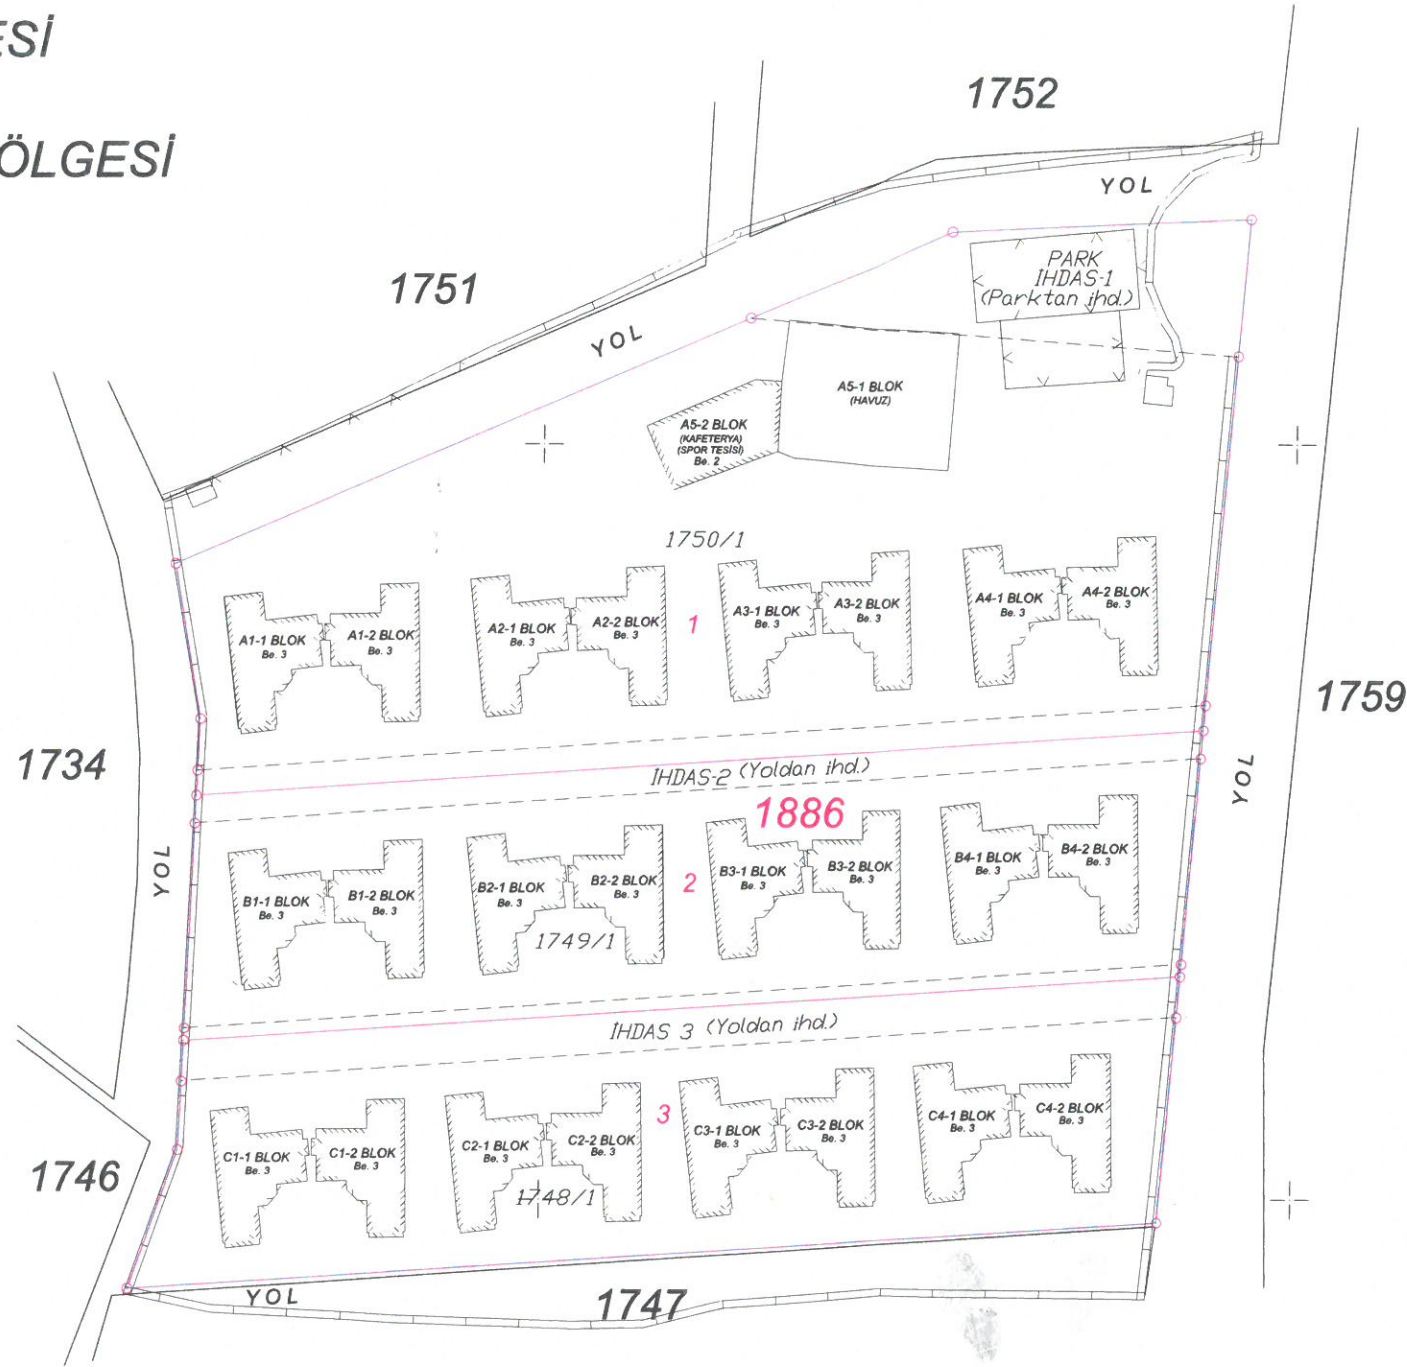 ESİ
ÖLGESİ
1752
YOL
1751
YOL
PARK
İHDAS-1
(Parktan ihd.)
A5-1 BLOK
(HAVUZ)
A5-2 BLOK
(KAFETERYA)
(SPOR TESİSİ)
Be. 2
1750/1
A1-1 BLOK
Be. 3
A1-2 BLOK
Be. 3
A2-1 BLOK
Be. 3
A2-2 BLOK
Be. 3
1
A3-1 BLOK
Be. 3
A3-2 BLOK
Be. 3
A4-1 BLOK
Be. 3
A4-2 BLOK
Be. 3
1759
1734
İHDAS-2 (Yoldan ihd.)
YOL
1886
YOL
B1-1 BLOK
Be. 3
B1-2 BLOK
Be. 3
B2-1 BLOK
Be. 3
B2-2 BLOK
Be. 3
2
B3-1 BLOK
Be. 3
B3-2 BLOK
Be. 3
B4-1 BLOK
Be. 3
B4-2 BLOK
Be. 3
1749/1
İHDAS 3 (Yoldan ihd.)
C1-1 BLOK
Be. 3
C1-2 BLOK
Be. 3
C2-1 BLOK
Be. 3
C2-2 BLOK
Be. 3
3
C3-1 BLOK
Be. 3
C3-2 BLOK
Be. 3
C4-1 BLOK
Be. 3
C4-2 BLOK
Be. 3
1746
1748/1
YOL
1747